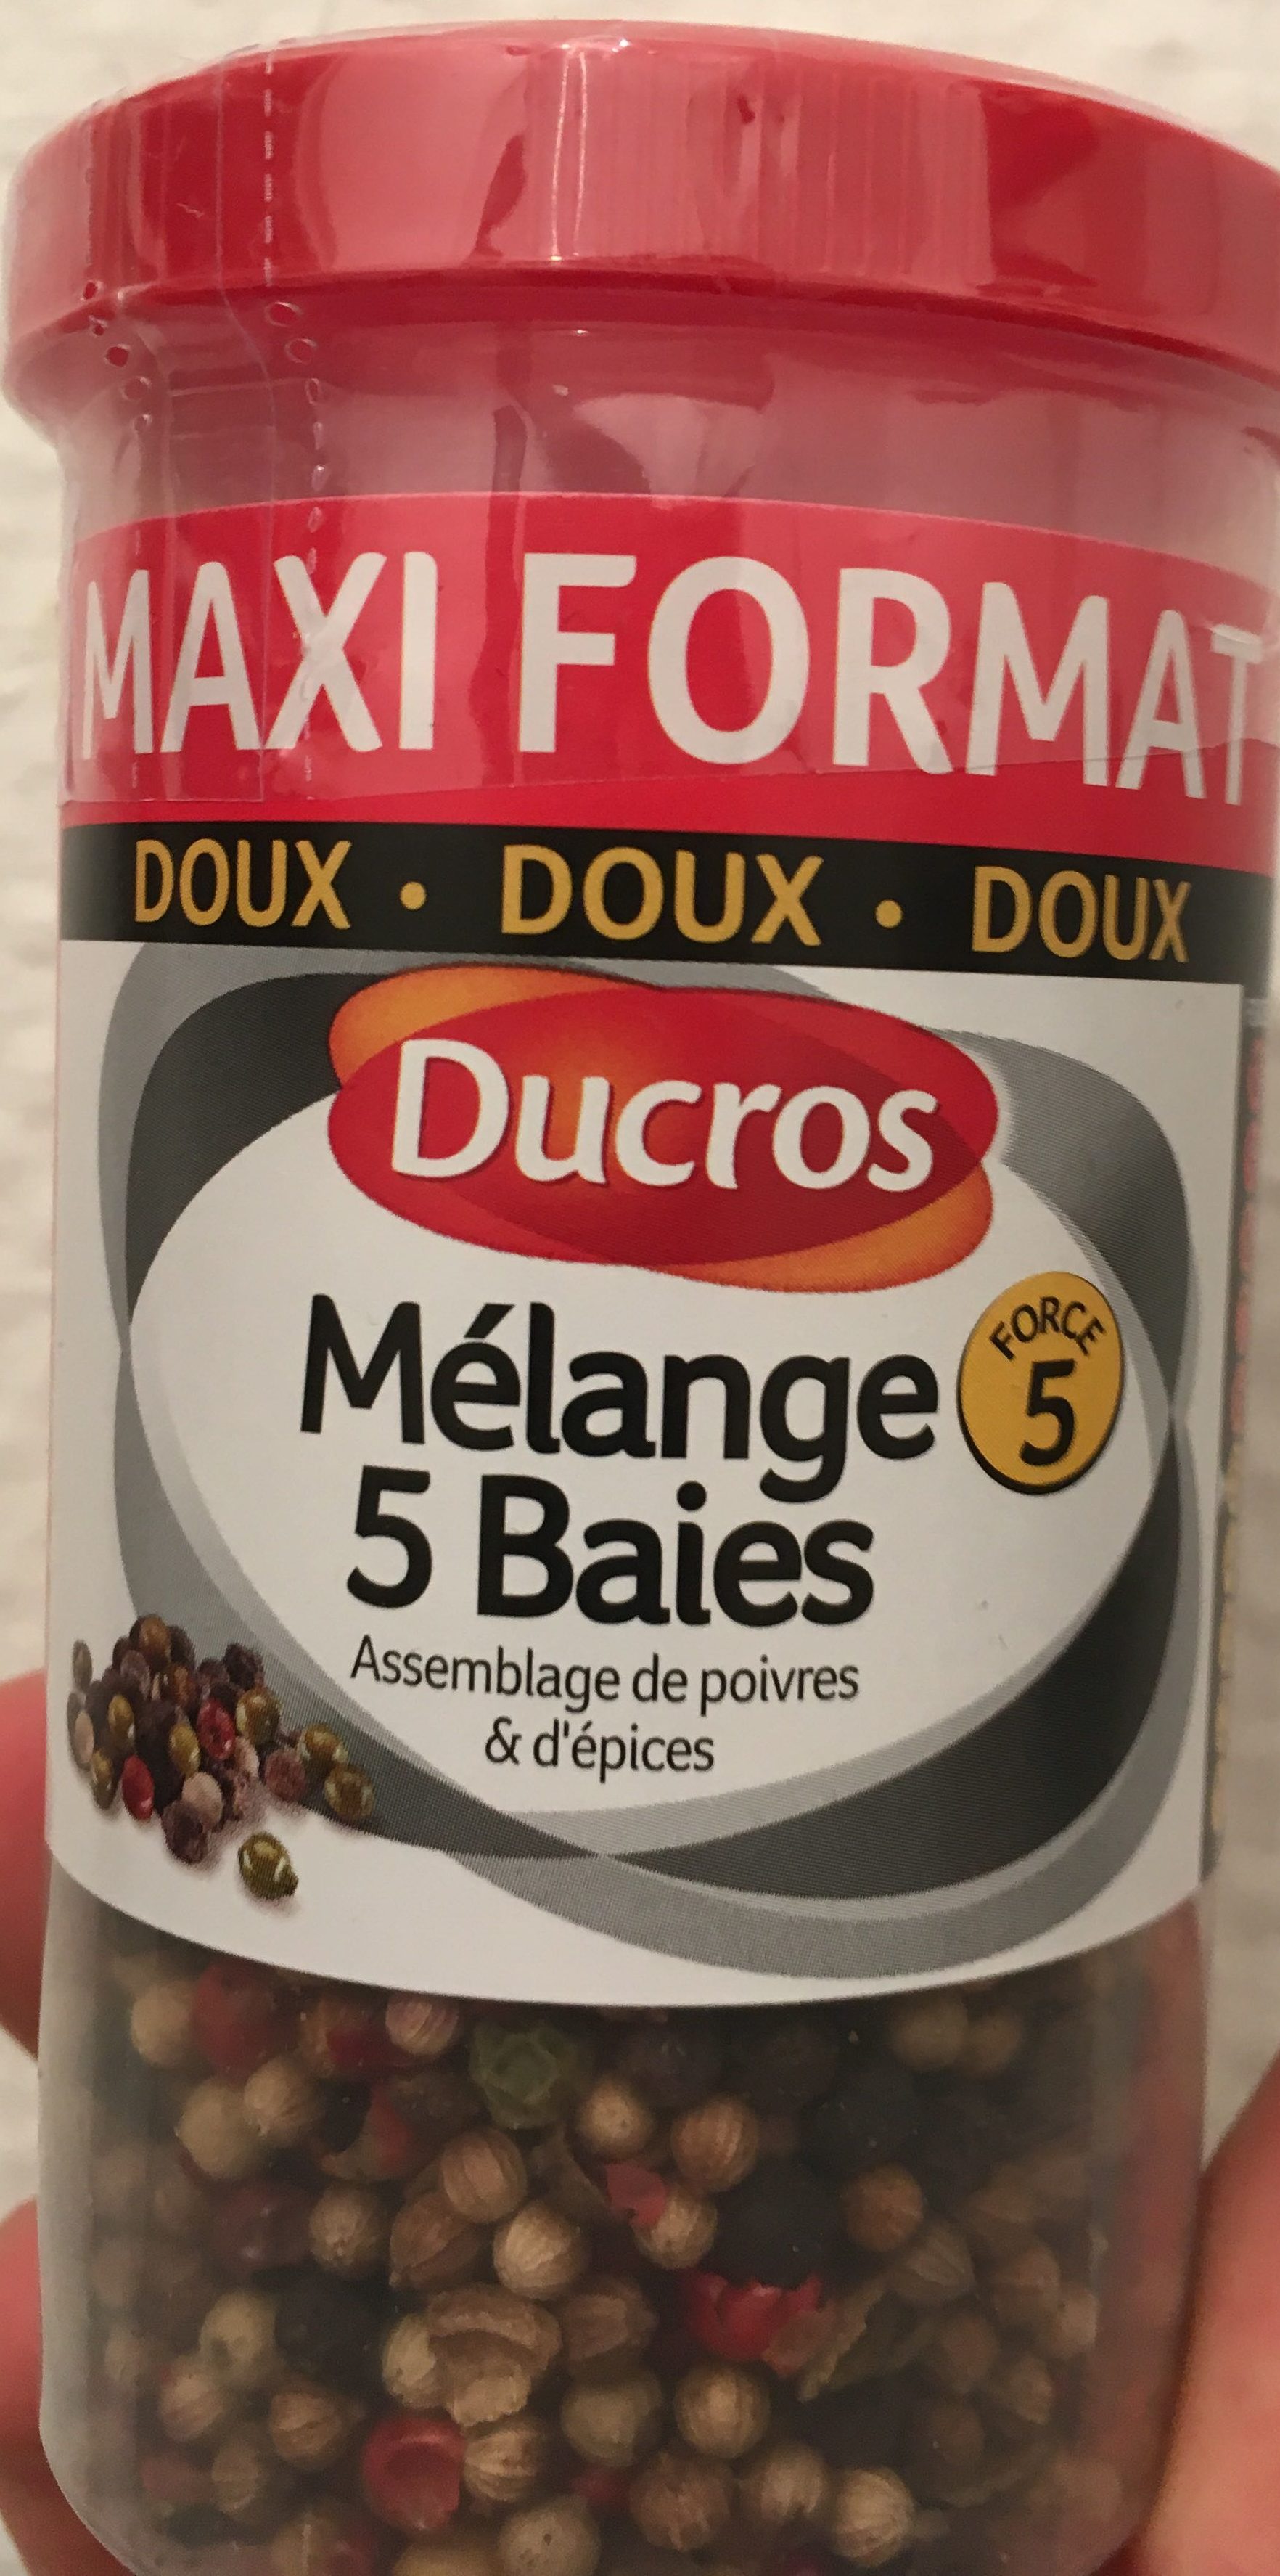 MAXI FORMAT
DOUX • DOUX • DOUX
Ducros
Mélange
FORCE
5
5 Baies
Assemblage de poivres
& d'épices